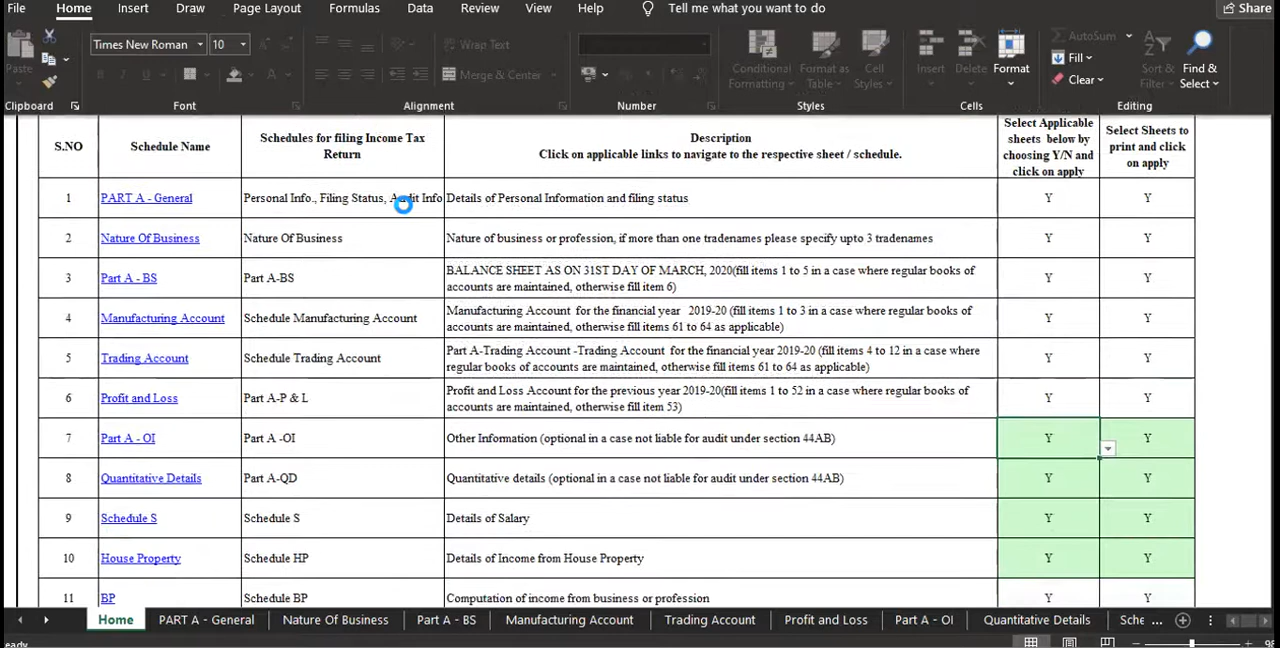 File Home Insert Draw Page Layout Formulas Data Review View Help Tell me what you want to do Share
Times New Roman 10 Wrap Text AutoSum
Paste Merge & Center Conditional Formatting Format as Table Cell Styles Insert Delete Format Fill Clear Sort & Filter Find & Select
Clipboard Font Alignment Number Styles Cells Editing
S.NO Schedule Name Schedules for filing Income Tax Return Description Select Applicable sheets below by choosing Y/N and click on apply Select Sheets to print and click on apply
Click on applicable links to navigate to the respective sheet / schedule.
1 PART A - General Personal Info., Filing Status, Audit Info Details of Personal Information and filing status Y Y
2 Nature Of Business Nature Of Business Nature of business or profession, if more than one tradenames please specify upto 3 tradenames Y Y
3 Part A - BS Part A-BS BALANCE SHEET AS ON 31ST DAY OF MARCH, 2020(fill items 1 to 5 in a case where regular books of Y Y
accounts are maintained, otherwise fill item 6)
4 Manufacturing Account Schedule Manufacturing Account Manufacturing Account for the financial year 2019-20 (fill items 1 to 3 in a case where regular books of Y Y
accounts are maintained, otherwise fill items 61 to 64 as applicable)
5 Trading Account Schedule Trading Account Part A-Trading Account -Trading Account for the financial year 2019-20 (fill items 4 to 12 in a case where Y Y
regular books of accounts are maintained, otherwise fill items 61 to 64 as applicable)
6 Profit and Loss Part A-P & L Profit and Loss Account for the previous year 2019-20(fill items 1 to 52 in a case where regular books of Y Y
accounts are maintained, otherwise fill item 53)
7 Part A - OI Part A -OI Other Information (optional in a case not liable for audit under section 44AB) Y Y
8 Quantitative Details Part A-QD Quantitative details (optional in a case not liable for audit under section 44AB) Y Y
9 Schedule S Schedule S Details of Salary Y Y
10 House Property Schedule HP Details of Income from House Property Y Y
11 BP Schedule BP Computation of income from business or profession Y Y
Home PART A - General Nature Of Business Part A - BS Manufacturing Account Trading Account Profit and Loss Part A - OI Quantitative Details Sche ...